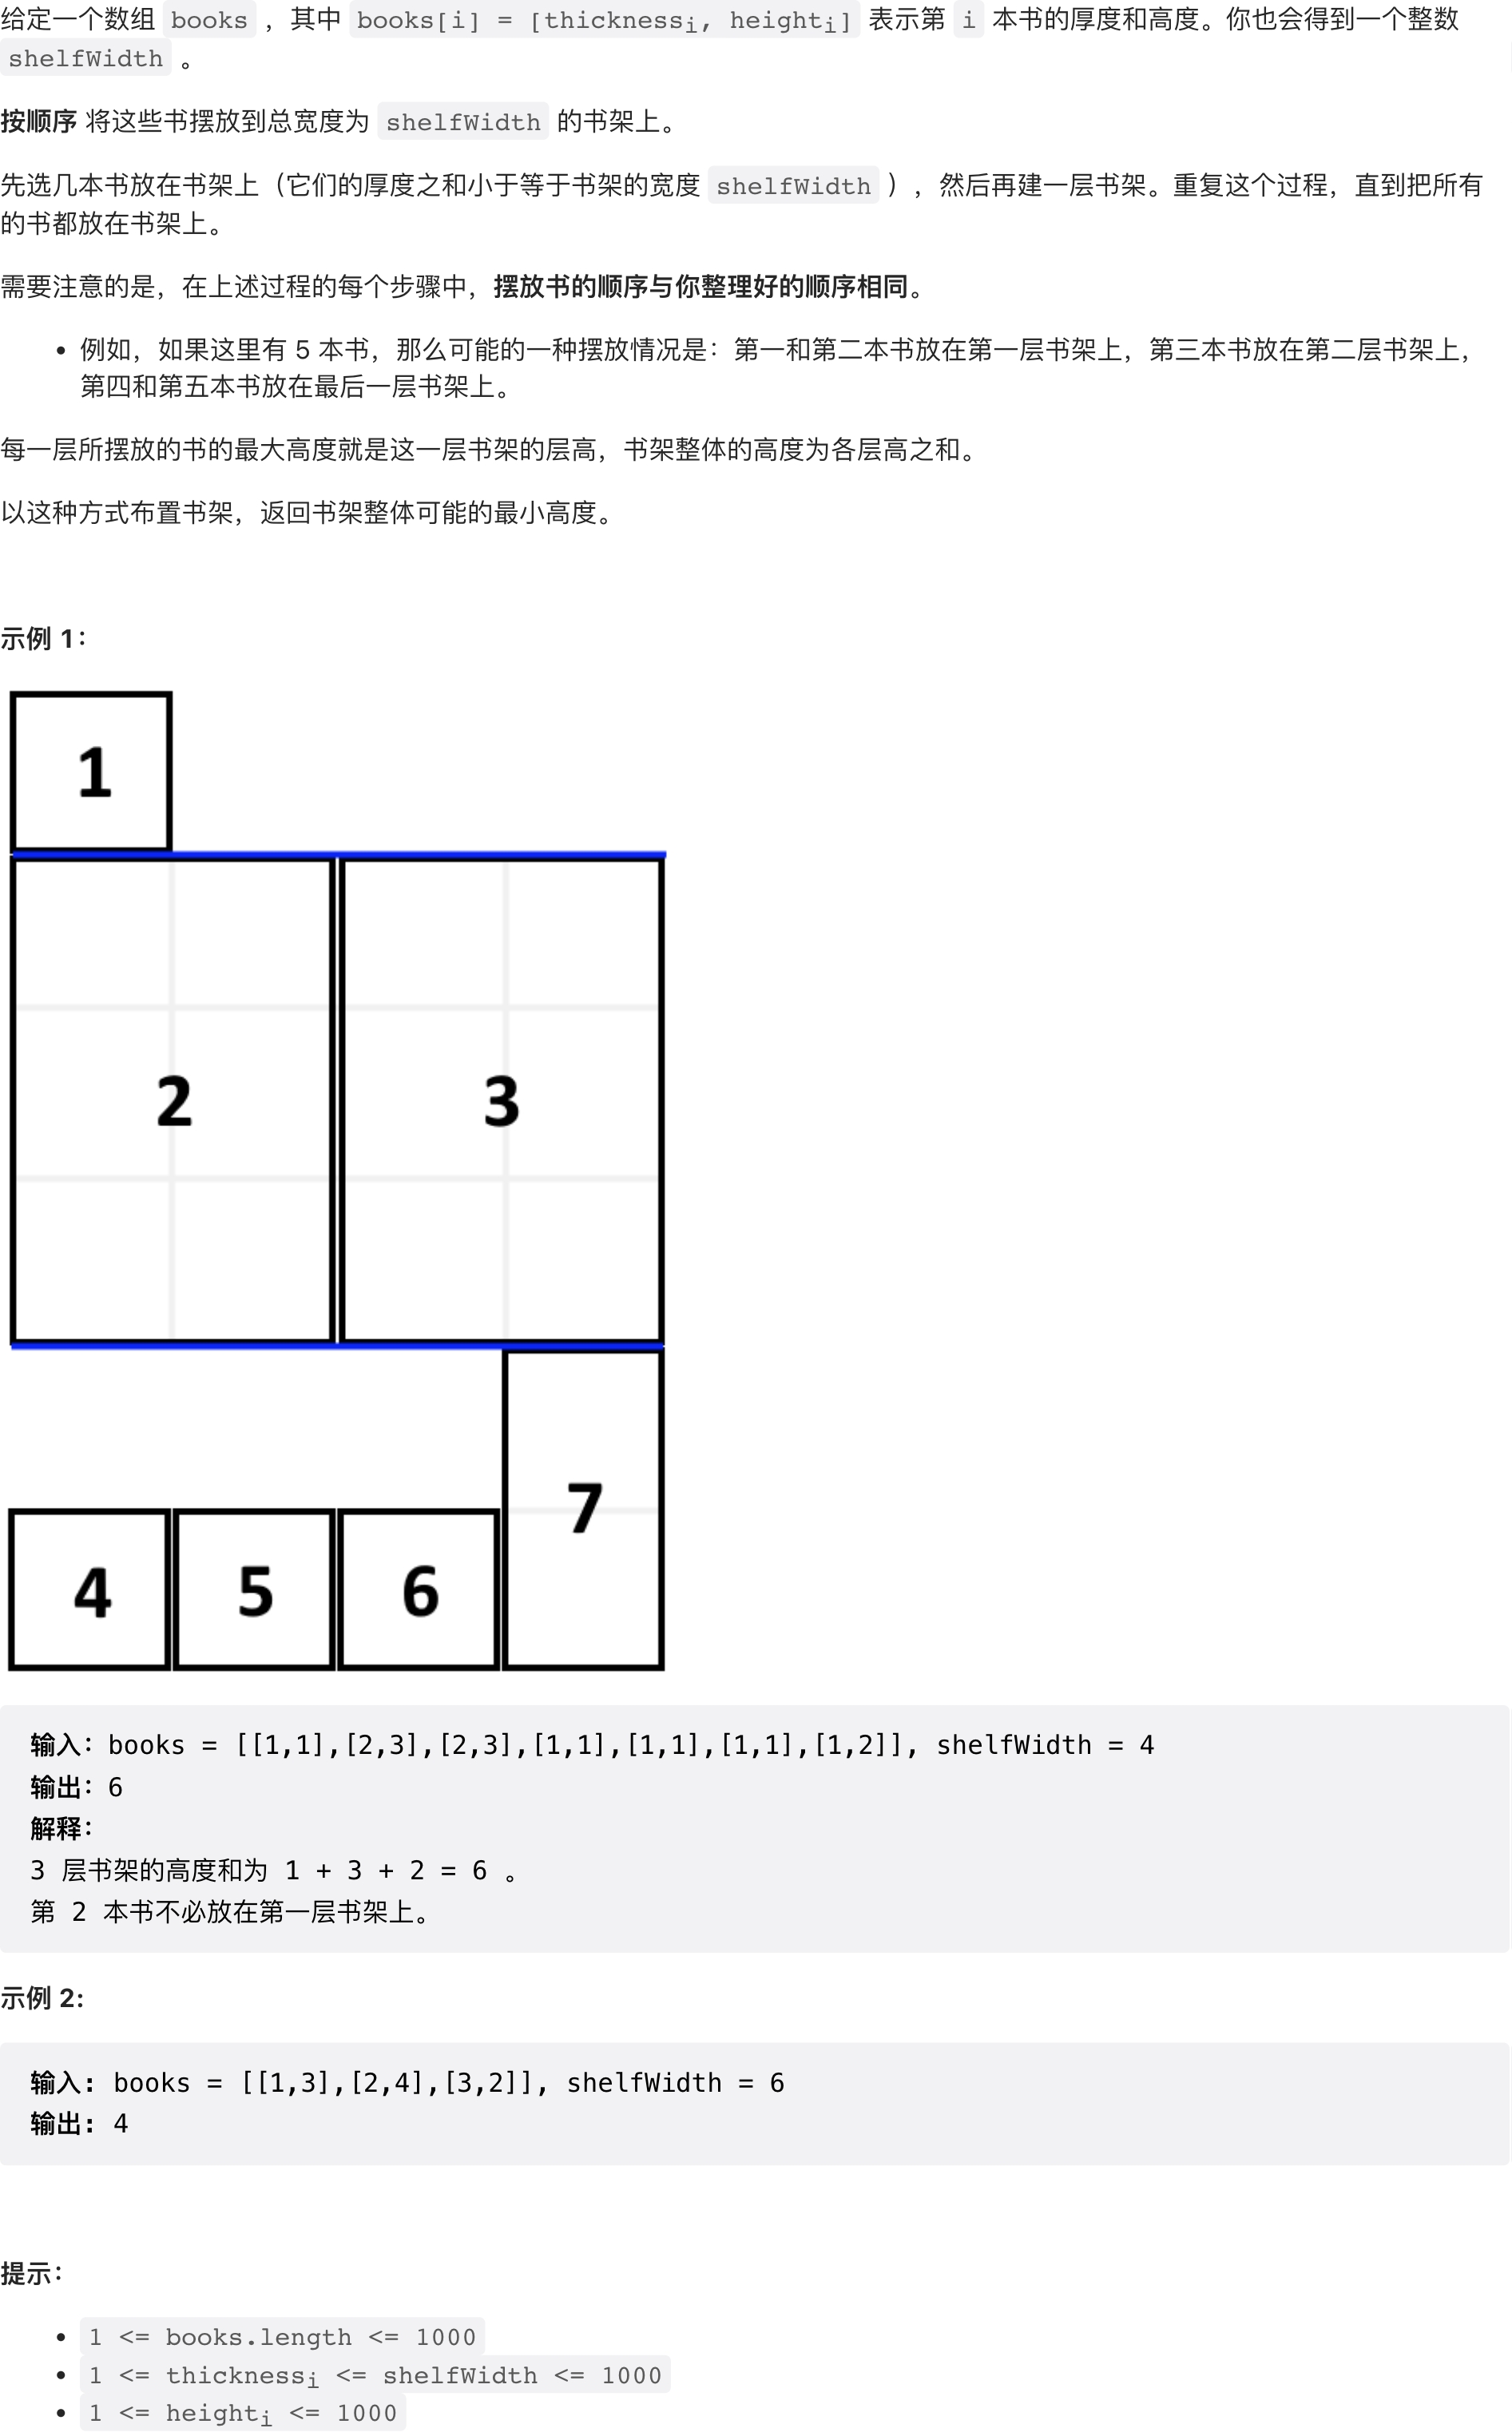 给定一个数组 books ，其中 books[i] = [thicknessi, heighti] 表示第 i 本书的厚度和高度。你也会得到一个整数
shelfWidth 。
按顺序 将这些书摆放到总宽度为 shelfWidth 的书架上。
先选几本书放在书架上（它们的厚度之和小于等于书架的宽度 shelfWidth ），然后再建一层书架。重复这个过程，直到把所有
的书都放在书架上。
需要注意的是，在上述过程的每个步骤中，摆放书的顺序与你整理好的顺序相同。
• 例如，如果这里有 5 本书，那么可能的一种摆放情况是：第一和第二本书放在第一层书架上，第三本书放在第二层书架上，
第四和第五本书放在最后一层书架上。
每一层所摆放的书的最大高度就是这一层书架的层高，书架整体的高度为各层高之和。
以这种方式布置书架，返回书架整体可能的最小高度。
示例 1：
1
2 3
7
4 5 6
输入：books = [[1,1],[2,3],[2,3],[1,1],[1,1],[1,1],[1,2]], shelfWidth = 4
输出：6
解释：
3 层书架的高度和为 1 + 3 + 2 = 6 。
第 2 本书不必放在第一层书架上。
示例 2:
输入: books = [[1,3],[2,4],[3,2]], shelfWidth = 6
输出: 4
提示：
• 1 <= books.length <= 1000
• 1 <= thicknessi <= shelfWidth <= 1000
• 1 <= heighti <= 1000